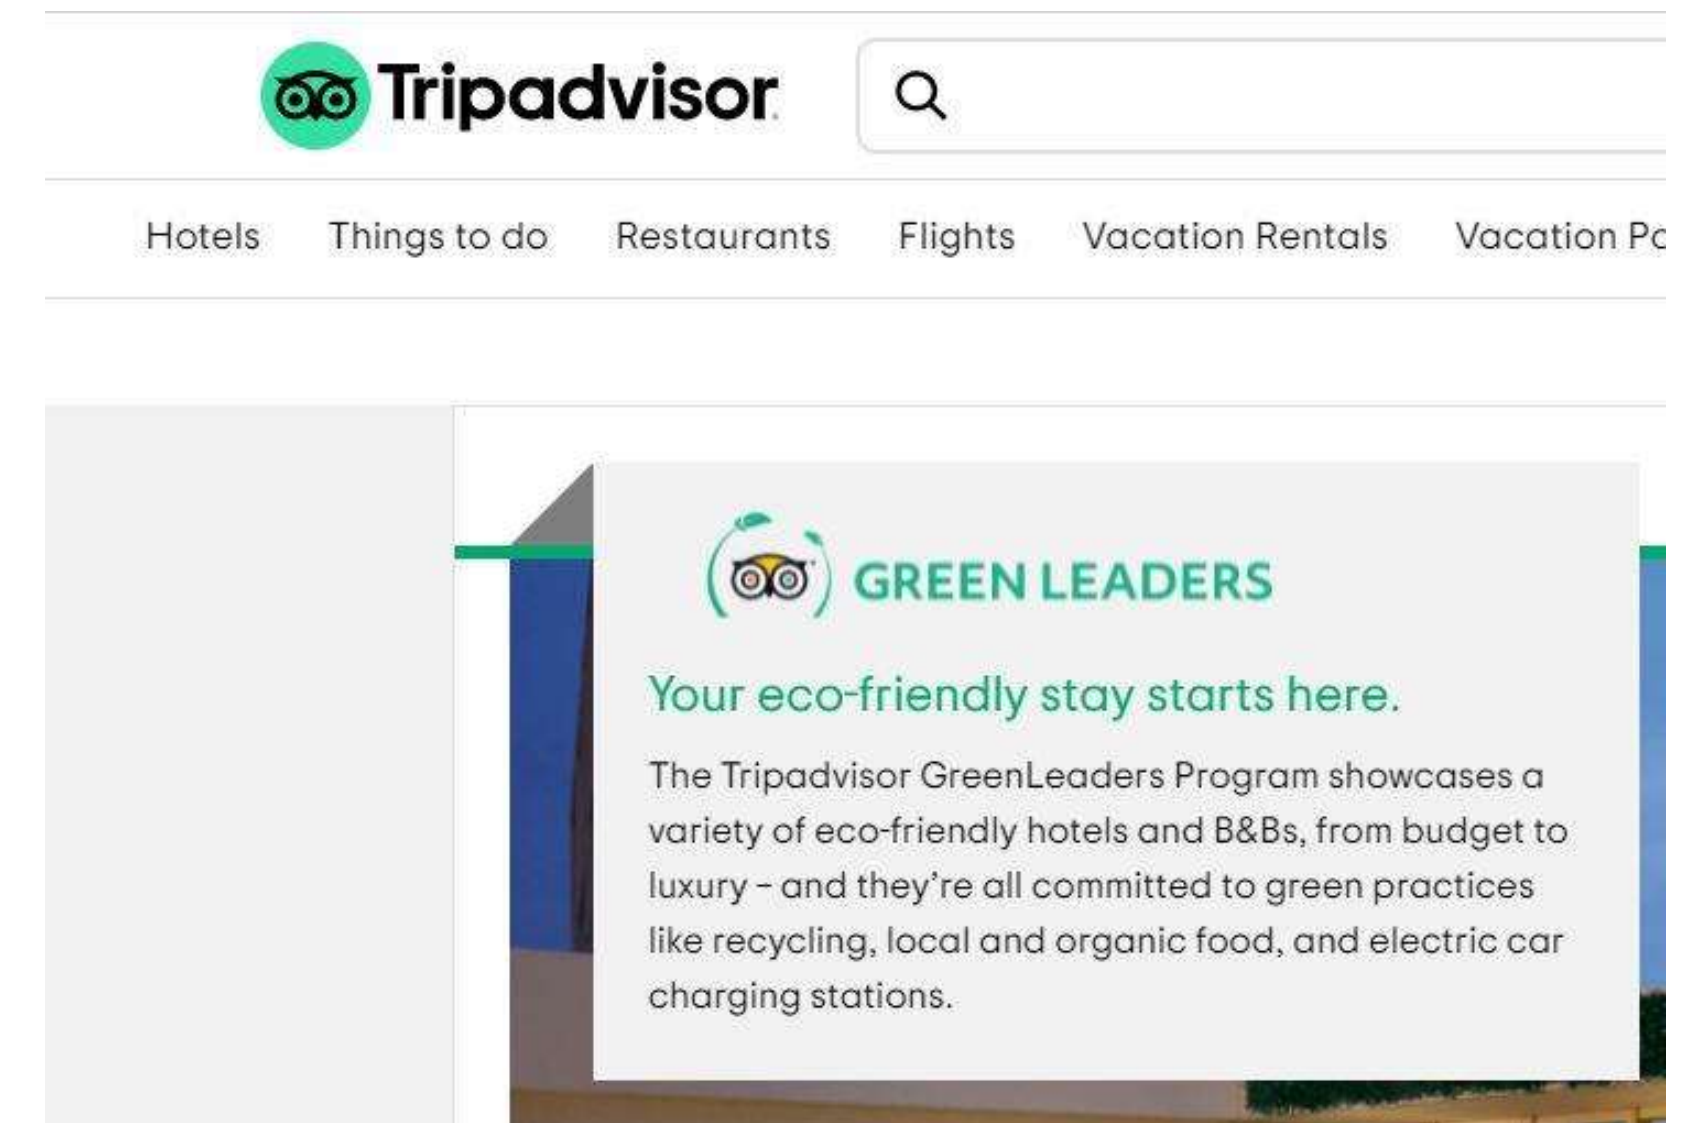 Tripadvisor
Hotels Things to do Restaurants Flights Vacation Rentals Vacation
GREEN LEADERS
Your eco-friendly stay starts here.
The Tripadvisor GreenLeaders Program showcases a
variety of eco-friendly hotels and B&Bs, from budget to
luxury – and they’re all committed to green practices
like recycling, local and organic food, and electric car
charging stations.